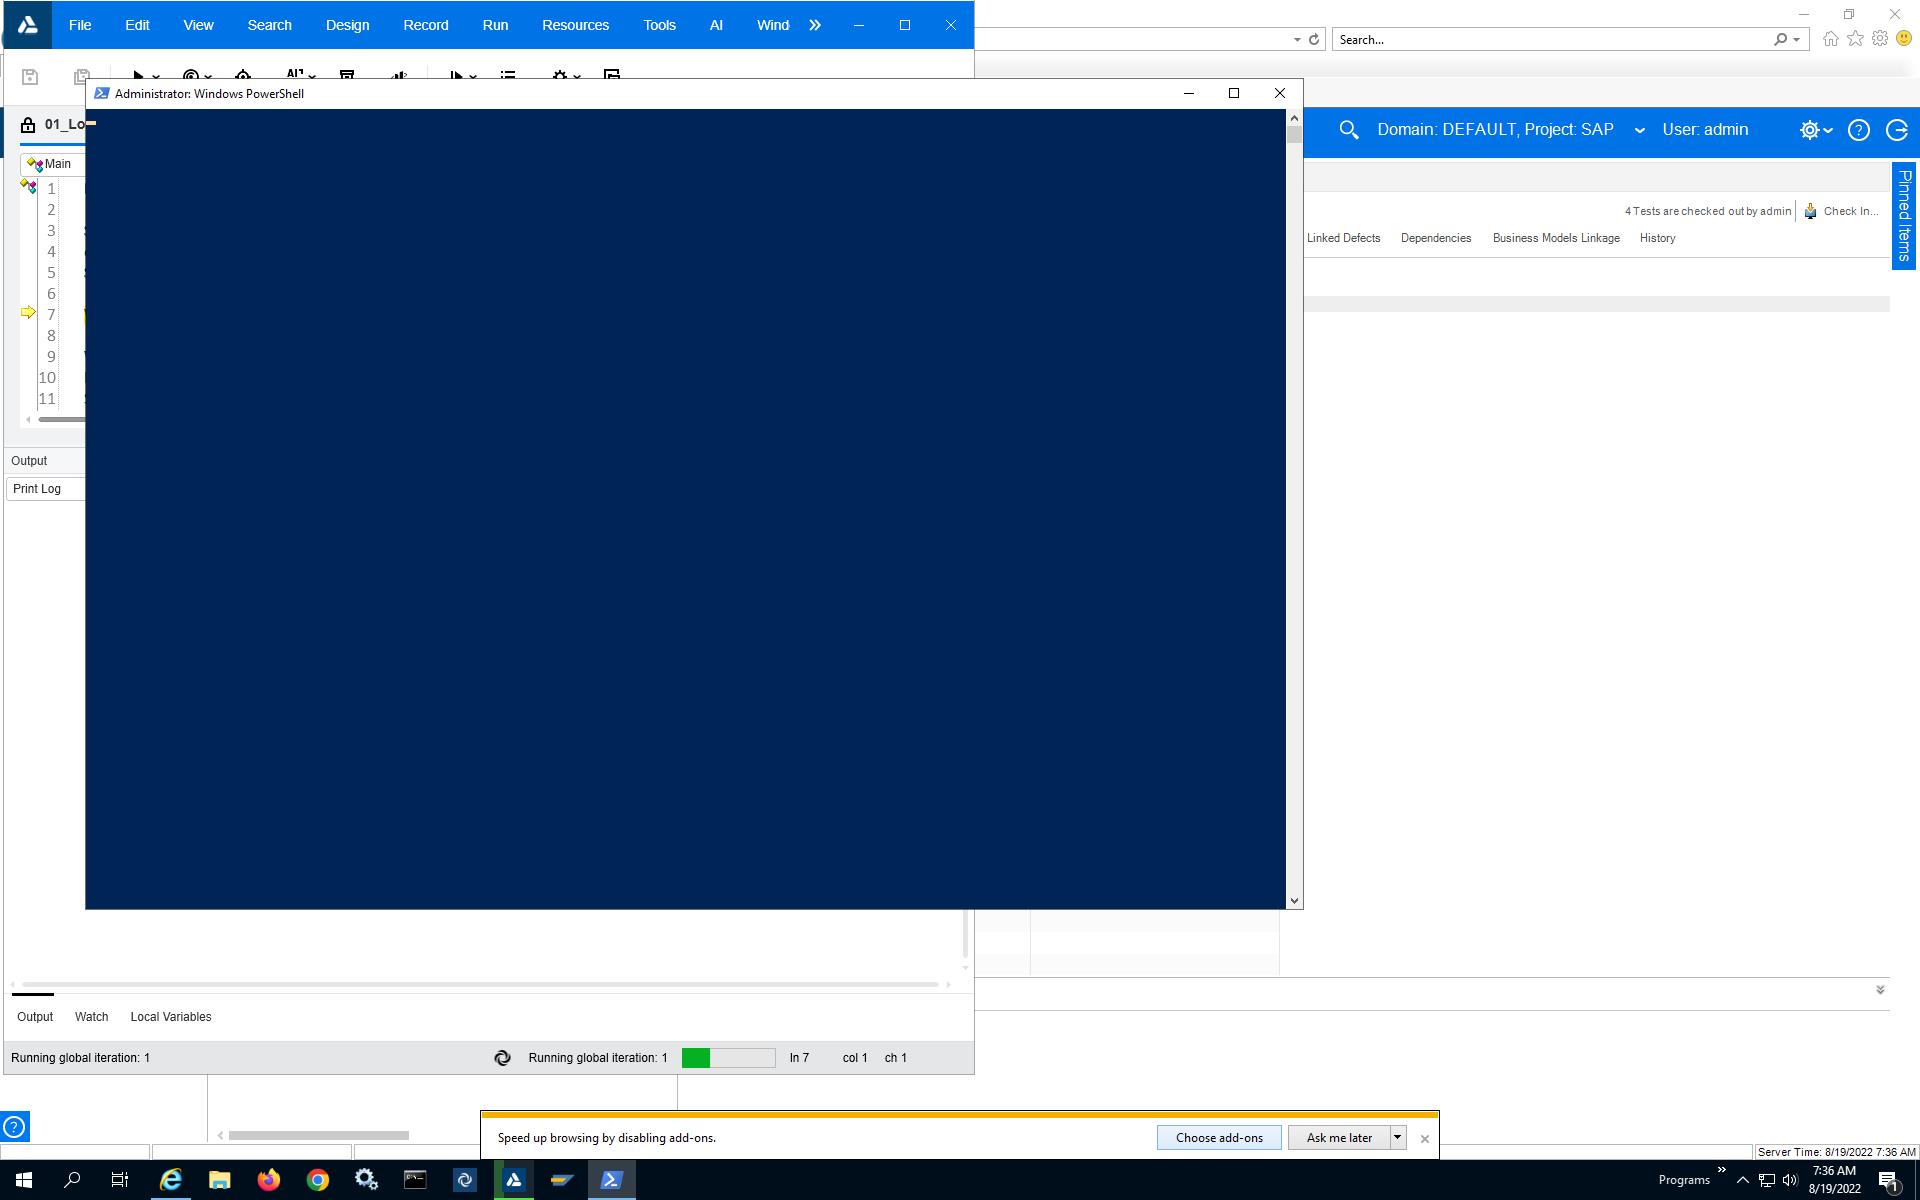 File Edit View Search Design Record Run Resources Tools AI Wind
Search...
Administrator: Windows PowerShell
01_Lo
Domain: DEFAULT, Project: SAP
User: admin
Main
Pinned Items
1
2
3
4
5
6
7
8
9
10
11
4 Tests are checked out by admin
Check In...
Linked Defects
Dependencies
Business Models Linkage
History
Output
Print Log
Output
Watch
Local Variables
Running global iteration: 1
Running global iteration: 1
ln 7
col 1
ch 1
Speed up browsing by disabling add-ons.
Choose add-ons
Ask me later
Server Time: 8/19/2022 7:36 AM
Programs
7:36 AM
8/19/2022
1